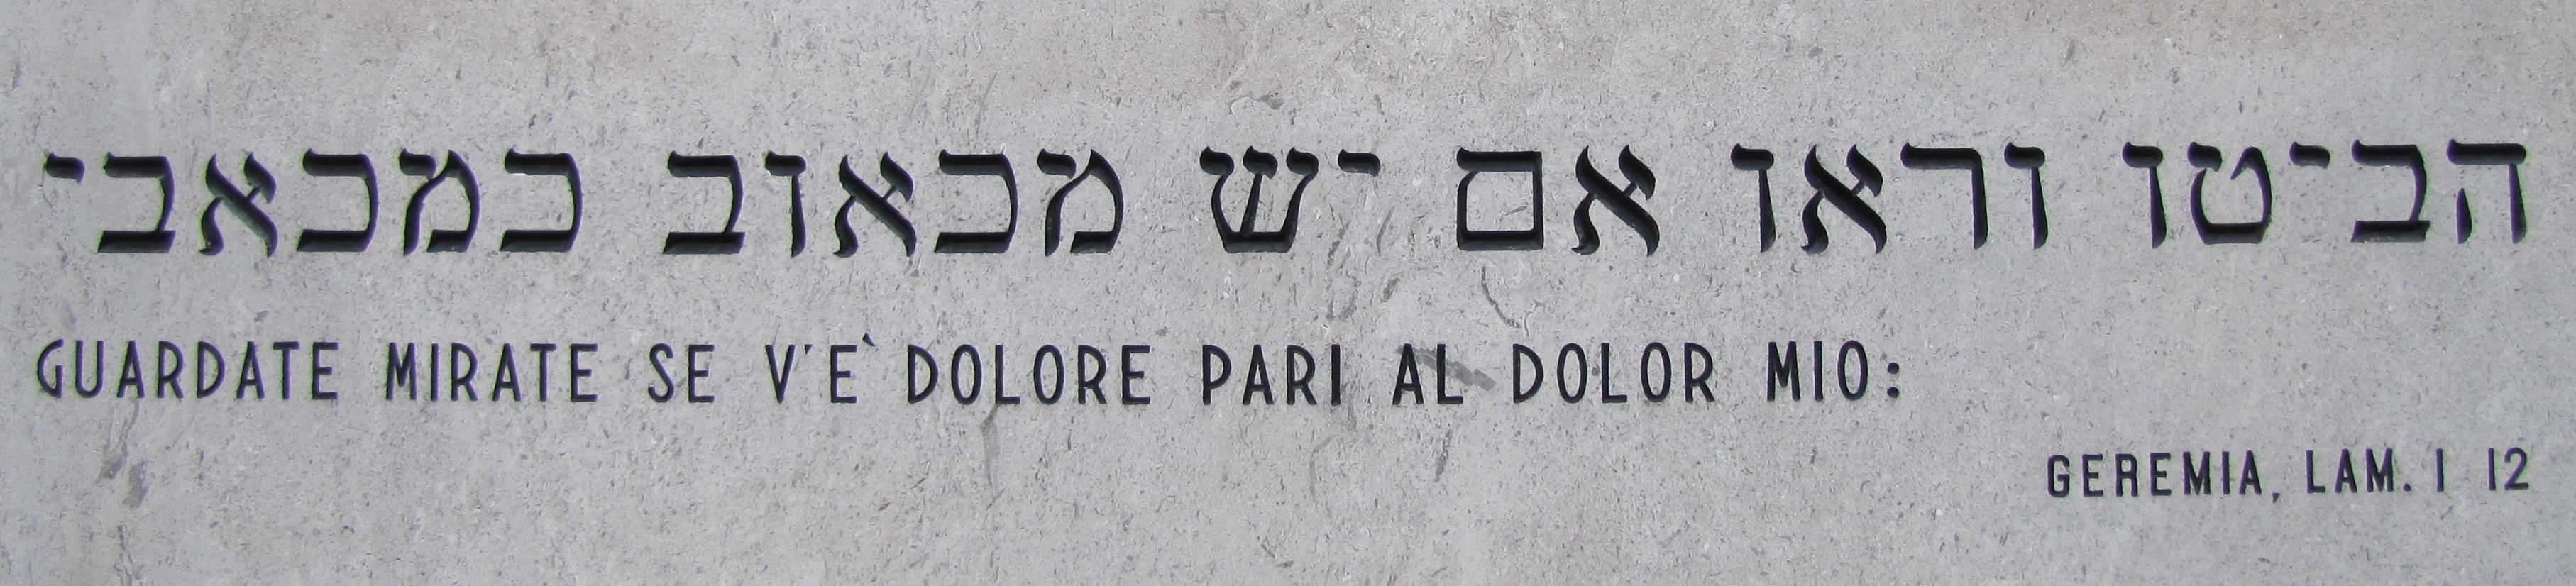 הביטו וראו אם יש מכאוב כמכאבי
GUARDATE MIRATE SE V'E` DOLORE PARI AL DOLOR MIO:
GEREMIA, LAM. I 12